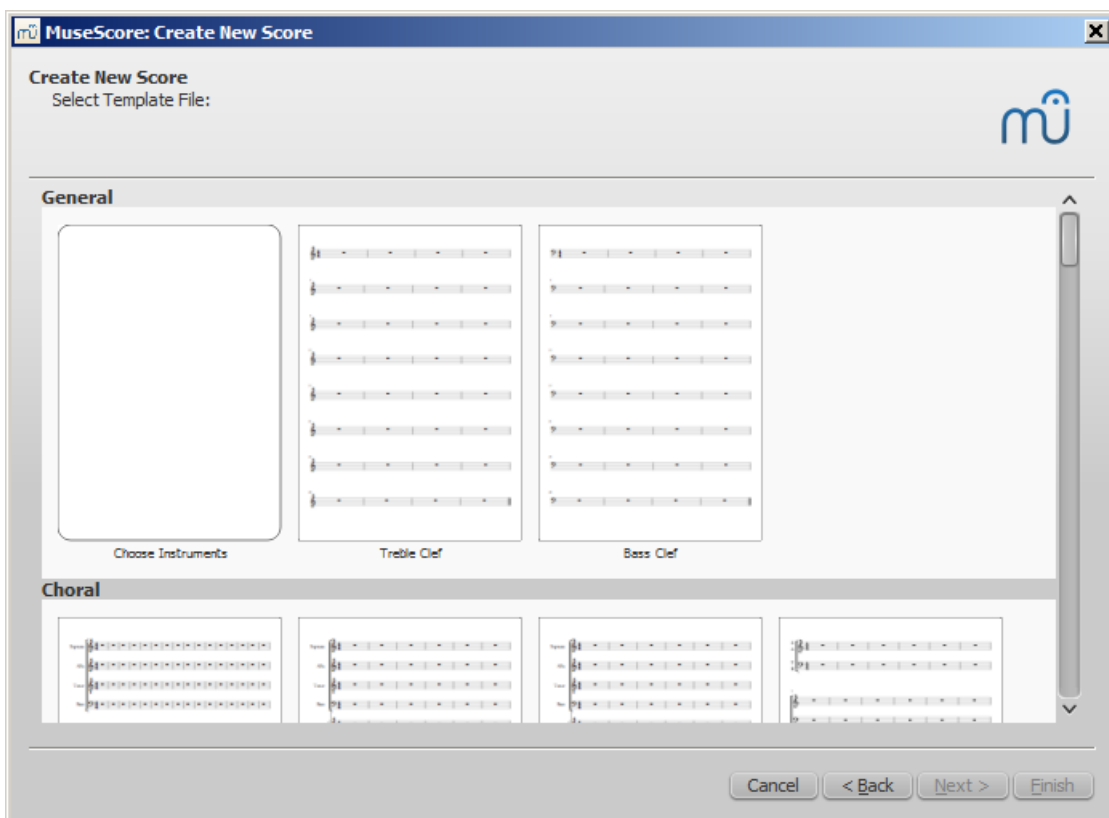 MuseScore: Create New Score
Create New Score
Select Template File:
General
Choose Instruments
Treble Clef
Bass Clef
Choral
Cancel
< Back
Next >
Finish